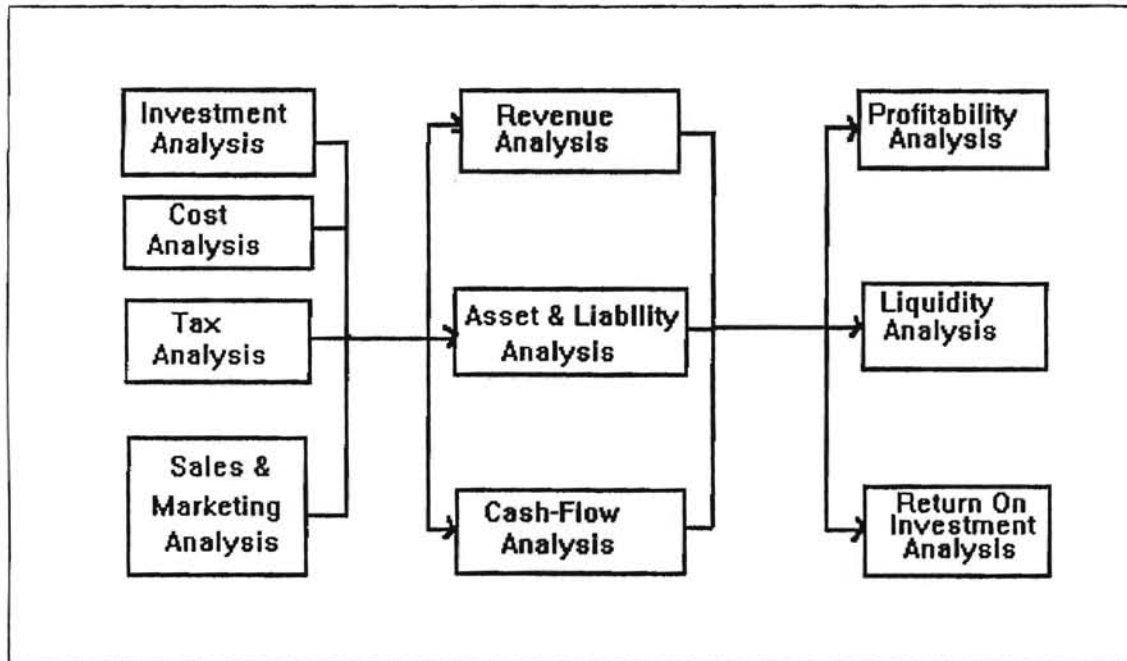 Investment
Analysis
Cost
Analysis
Tax
Analysis
Sales &
Marketing
Analysis
Revenue
Analysis
Asset & Liability
Analysis
Cash-Flow
Analysis
Profitability
Analysis
Liquidity
Analysis
Return On
Investment
Analysis